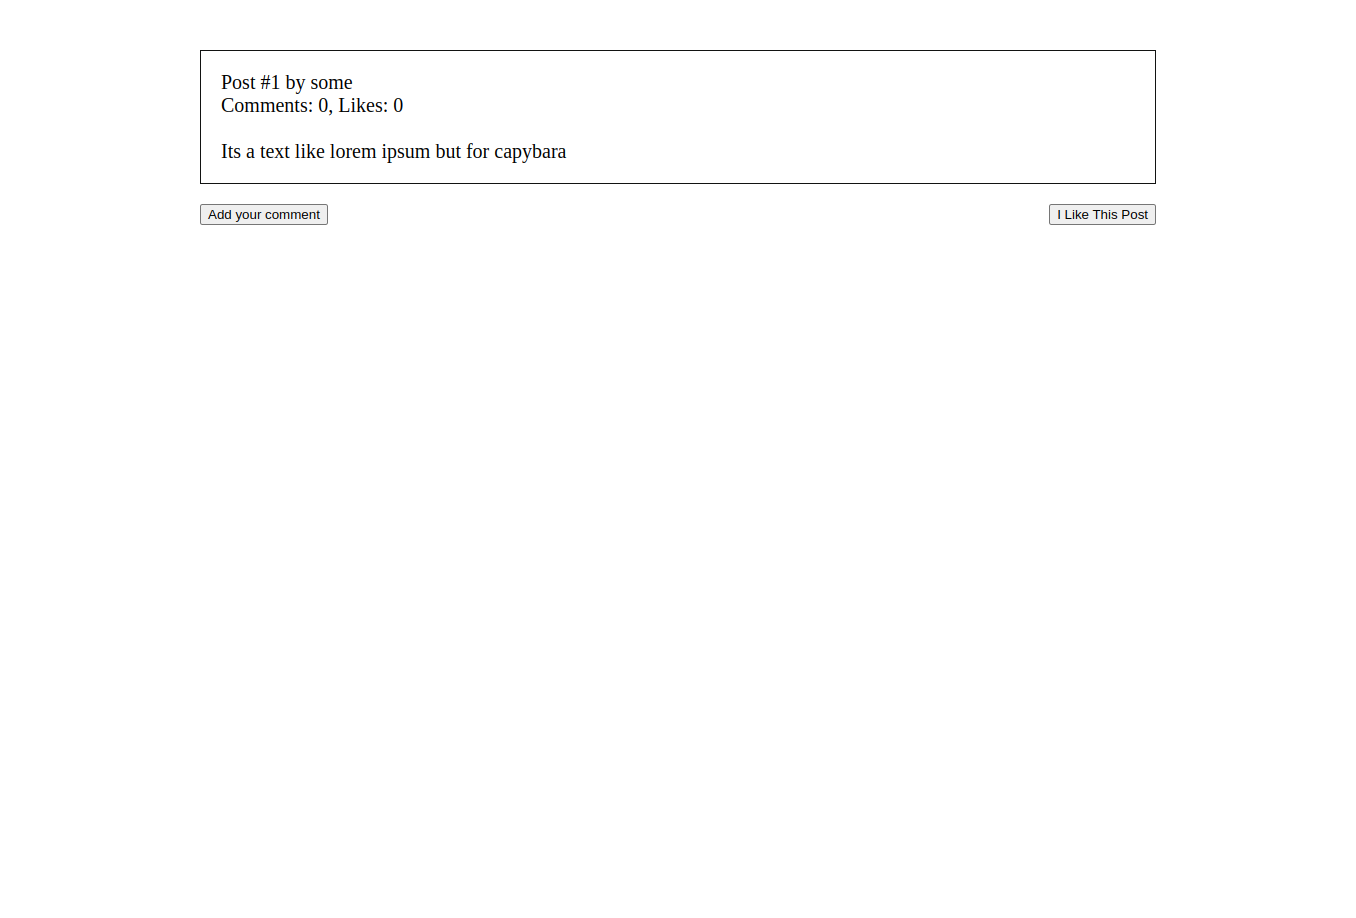 Post #1 by some
Comments: 0, Likes: 0
Its a text like lorem ipsum but for capybara
Add your comment
I Like This Post